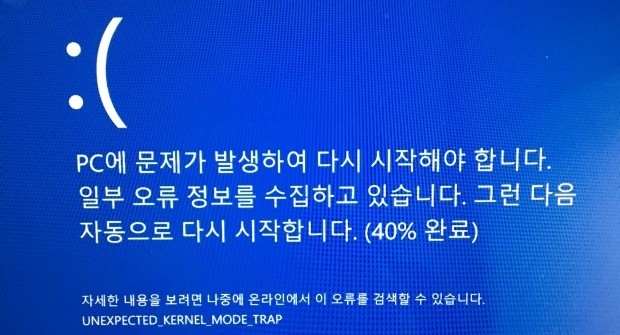 :(
PC에 문제가 발생하여 다시 시작해야 합니다.
일부 오류 정보를 수집하고 있습니다. 그런 다음
자동으로 다시 시작합니다. (40% 완료)
자세한 내용을 보려면 나중에 온라인에서 이 오류를 검색할 수 있습니다.
UNEXPECTED_KERNEL_MODE_TRAP